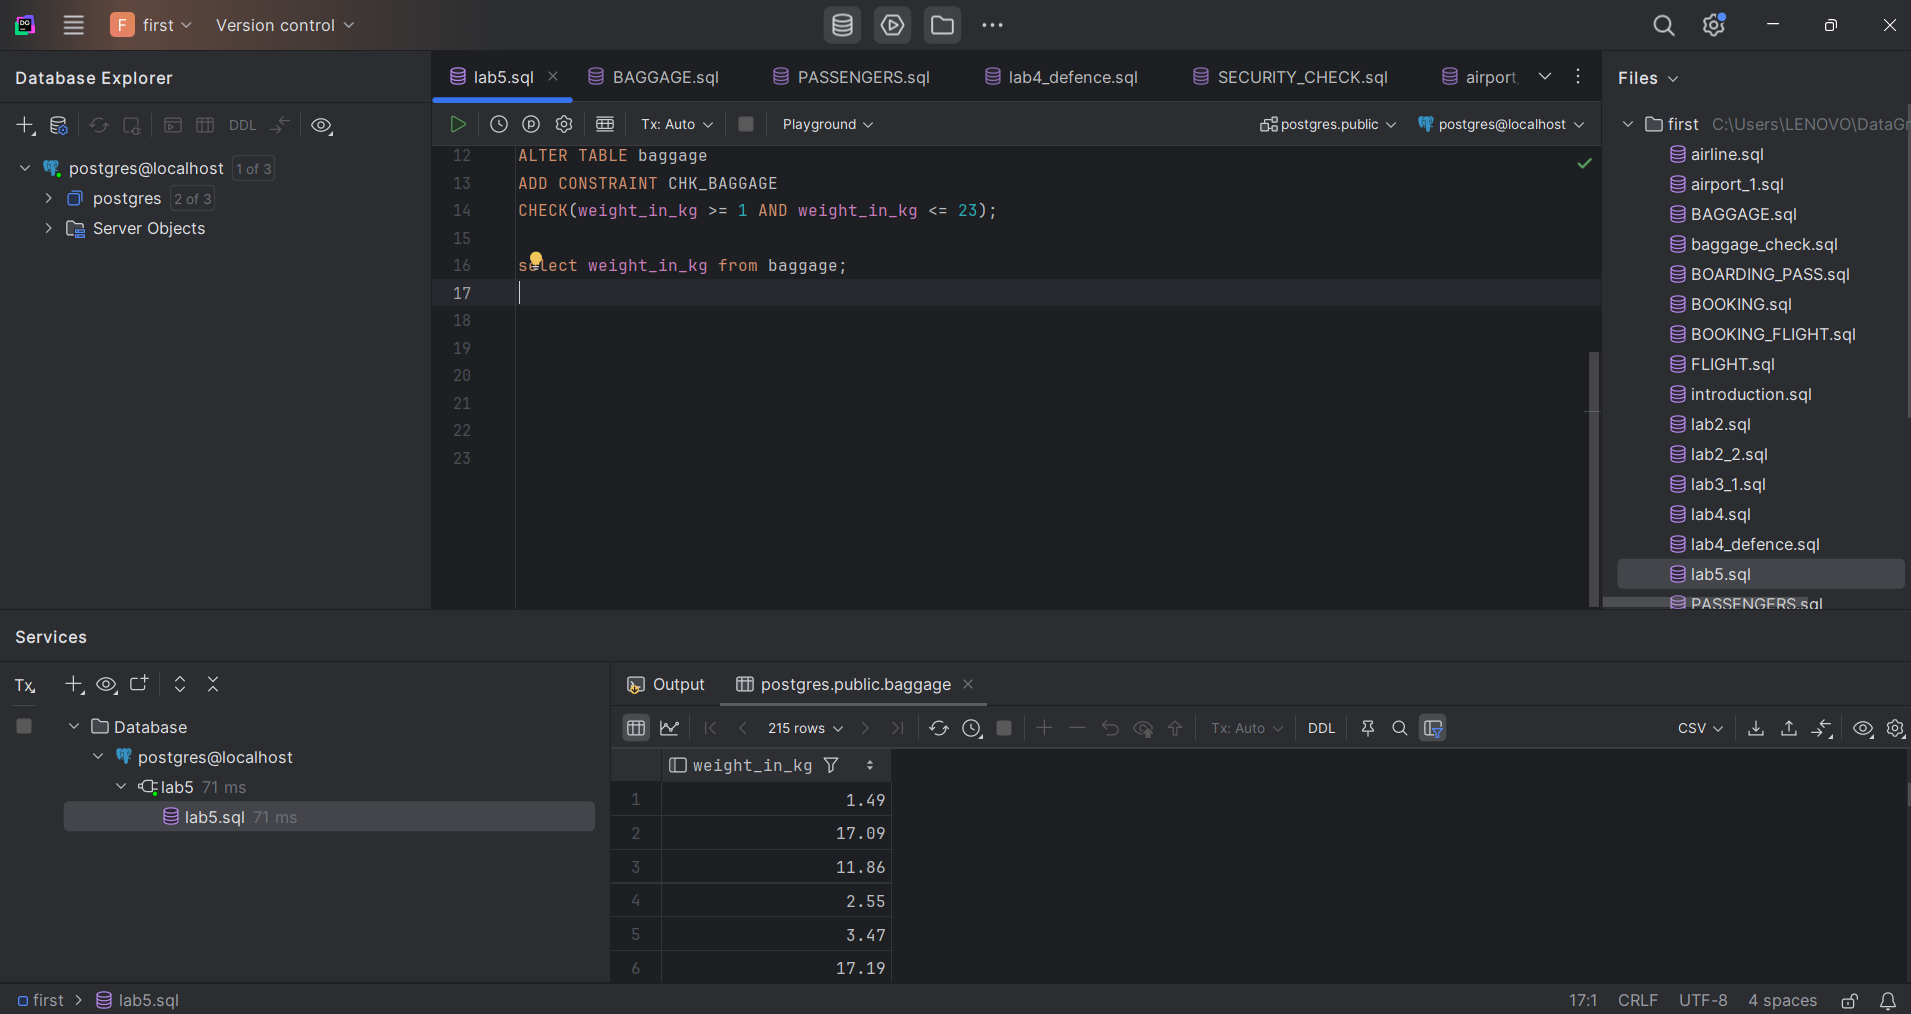 F first Version control
Database Explorer
DDL
postgres@localhost 1 of 3
postgres 2 of 3
Server Objects
lab5.sql BAGGAGE.sql PASSENGERS.sql lab4_defence.sql SECURITY_CHECK.sql airport
Tx: Auto Playground postgres.public postgres@localhost
12 ALTER TABLE baggage
13 ADD CONSTRAINT CHK_BAGGAGE
14 CHECK(weight_in_kg >= 1 AND weight_in_kg <= 23);
15
16 select weight_in_kg from baggage;
17
18
19
20
21
22
23
Files
first C:\Users\LENOVO\DataGr
airline.sql
airport_1.sql
BAGGAGE.sql
baggage_check.sql
BOARDING_PASS.sql
BOOKING.sql
BOOKING_FLIGHT.sql
FLIGHT.sql
introduction.sql
lab2.sql
lab2_2.sql
lab3_1.sql
lab4.sql
lab4_defence.sql
lab5.sql
PASSENGERS.sql
Services
Tx
Database
postgres@localhost
lab5 71 ms
lab5.sql 71 ms
Output postgres.public.baggage
215 rows Tx: Auto DDL CSV
weight_in_kg
1 1.49
2 17.09
3 11.86
4 2.55
5 3.47
6 17.19
first > lab5.sql
17:1 CRLF UTF-8 4 spaces